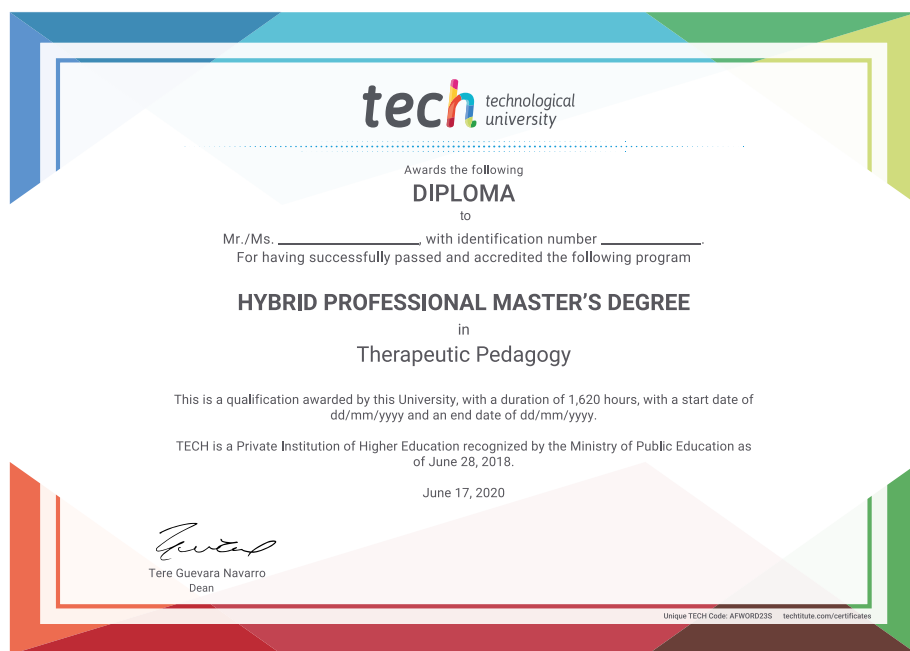 tech technological
university
Awards the following
DIPLOMA
to
Mr./Ms. ____________________, with identification number ______________.
For having successfully passed and accredited the following program
HYBRID PROFESSIONAL MASTER'S DEGREE
in
Therapeutic Pedagogy
This is a qualification awarded by this University, with a duration of 1,620 hours, with a start date of
dd/mm/yyyy and an end date of dd/mm/yyyy.
TECH is a Private Institution of Higher Education recognized by the Ministry of Public Education as
of June 28, 2018.
June 17, 2020
Tere Guevara Navarro
Dean
Unique TECH Code: AFWORD23S techtitute.com/certificates